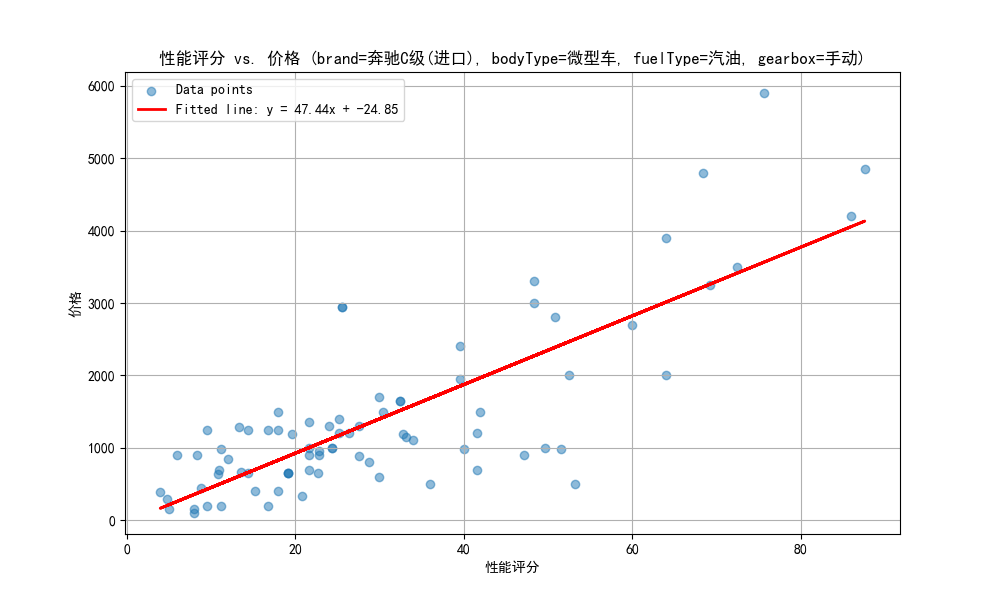 性能评分 vs. 价格 (brand=奔驰C级(进口), bodyType=微型车, fuelType=汽油, gearbox=手动)
Data points
Fitted line: y = 47.44x + -24.85
6000
5000
4000
3000
2000
1000
0
价格
0 20 40 60 80
性能评分